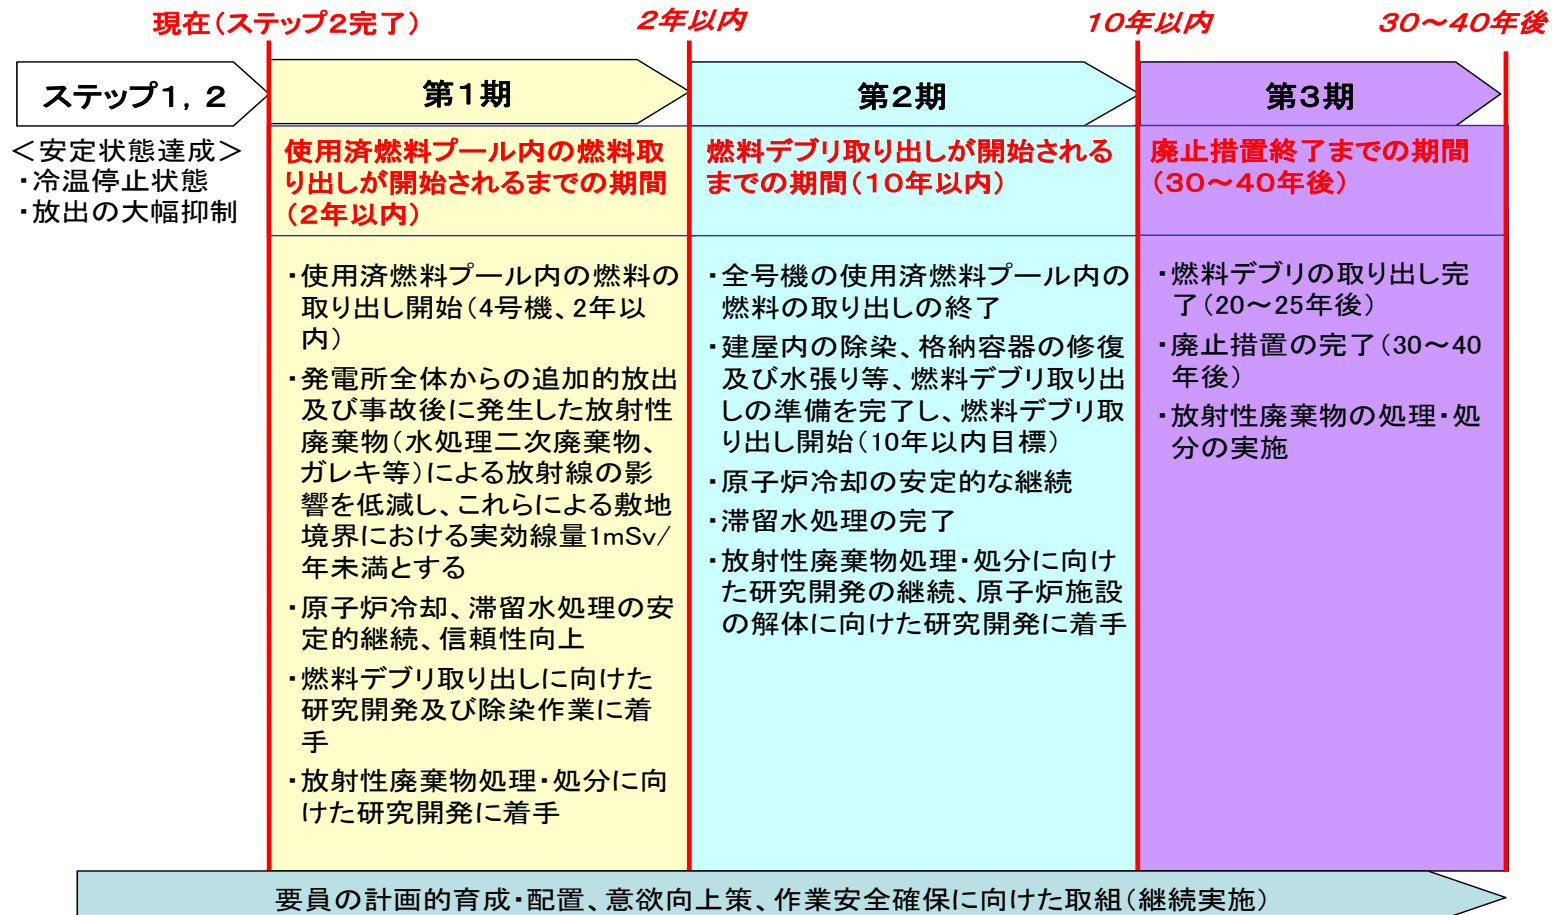 現在（ステップ2完了）
2年以内
10年以内
30～40年後
ステップ1，2
第1期
第2期
第3期
＜安定状態達成＞
・冷温停止状態
・放出の大幅抑制
使用済燃料プール内の燃料取
り出しが開始されるまでの期間
（2年以内）
・使用済燃料プール内の燃料の
取り出し開始（4号機、2年以
内）
・発電所全体からの追加的放出
及び事故後に発生した放射性
廃棄物（水処理二次廃棄物、
ガレキ等）による放射線の影
響を低減し、これらによる敷地
境界における実効線量1mSv/
年未満とする
・原子炉冷却、滞留水処理の安
定的継続、信頼性向上
・燃料デブリ取り出しに向けた
研究開発及び除染作業に着
手
・放射性廃棄物処理・処分に向
けた研究開発に着手
燃料デブリ取り出しが開始される
までの期間（10年以内）
・全号機の使用済燃料プール内の
燃料の取り出しの終了
・建屋内の除染、格納容器の修復
及び水張り等、燃料デブリ取り出
しの準備を完了し、燃料デブリ取
り出し開始（10年以内目標）
・原子炉冷却の安定的な継続
・滞留水処理の完了
・放射性廃棄物処理・処分に向け
た研究開発の継続、原子炉施設
の解体に向けた研究開発に着手
廃止措置終了までの期間
（30～40年後）
・燃料デブリの取り出し完
了（20～25年後）
・廃止措置の完了（30～40
年後）
・放射性廃棄物の処理・処
分の実施
要員の計画的育成・配置、意欲向上策、作業安全確保に向けた取組（継続実施）